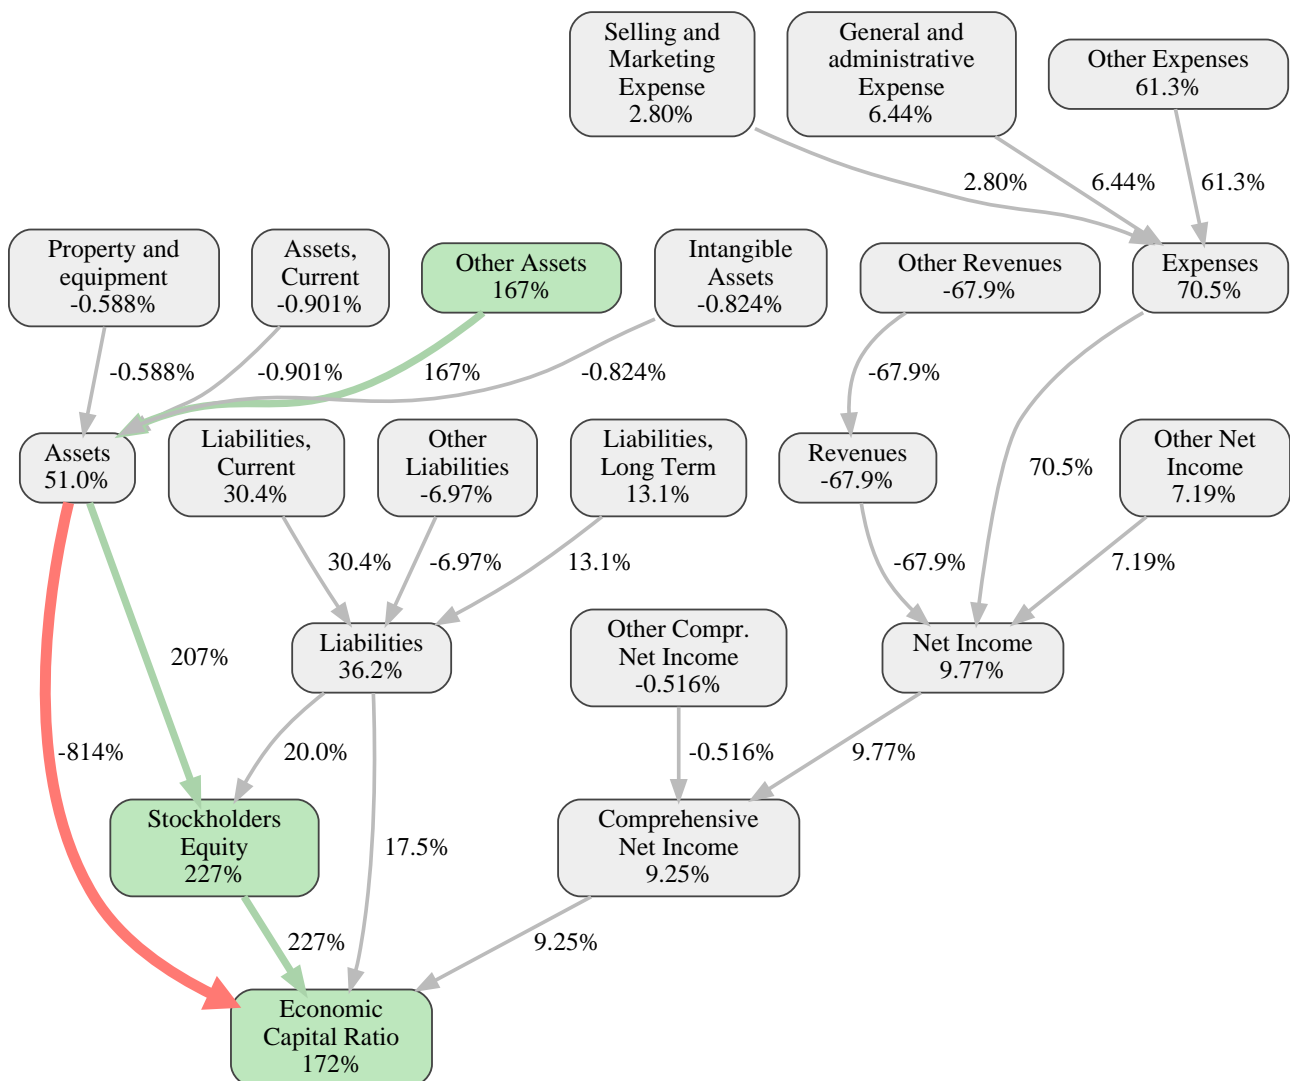 Selling and
Marketing
Expense
2.80%
General and
administrative
Expense
6.44%
Other Expenses
61.3%
2.80%
6.44%
61.3%
Property and
equipment
-0.588%
Assets,
Current
-0.901%
Other Assets
167%
Intangible
Assets
-0.824%
Other Revenues
-67.9%
Expenses
70.5%
-0.588%
-0.901%
167%
-0.824%
-67.9%
Assets
51.0%
Liabilities,
Current
30.4%
Other
Liabilities
-6.97%
Liabilities,
Long Term
13.1%
Revenues
-67.9%
70.5%
Other Net
Income
7.19%
30.4%
-6.97%
13.1%
-67.9%
7.19%
207%
Liabilities
36.2%
Other Compr.
Net Income
-0.516%
Net Income
9.77%
-814%
20.0%
-0.516%
9.77%
Stockholders
Equity
227%
17.5%
Comprehensive
Net Income
9.25%
227%
9.25%
Economic
Capital Ratio
172%